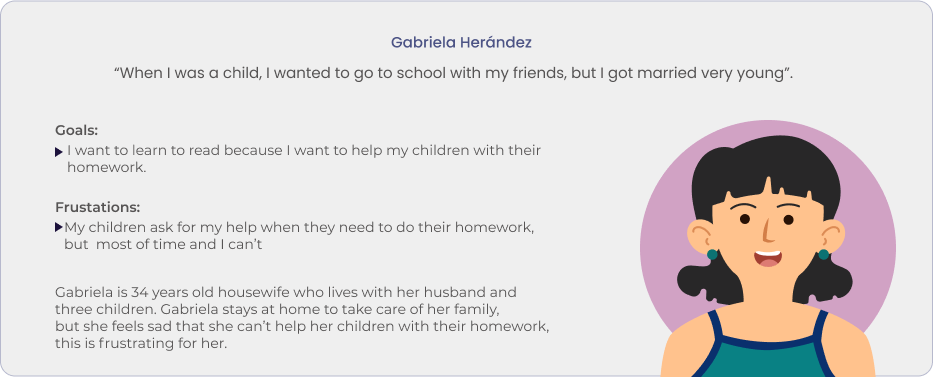 Gabriela Herández
“When I was a child, I wanted to go to school with my friends, but I got married very young”.
Goals:
I want to learn to read because I want to help my children with their
homework.
Frustations:
My children ask for my help when they need to do their homework,
but most of time and I can’t
Gabriela is 34 years old housewife who lives with her husband and
three children. Gabriela stays at home to take care of her family,
but she feels sad that she can’t help her children with their homework,
this is frustrating for her.